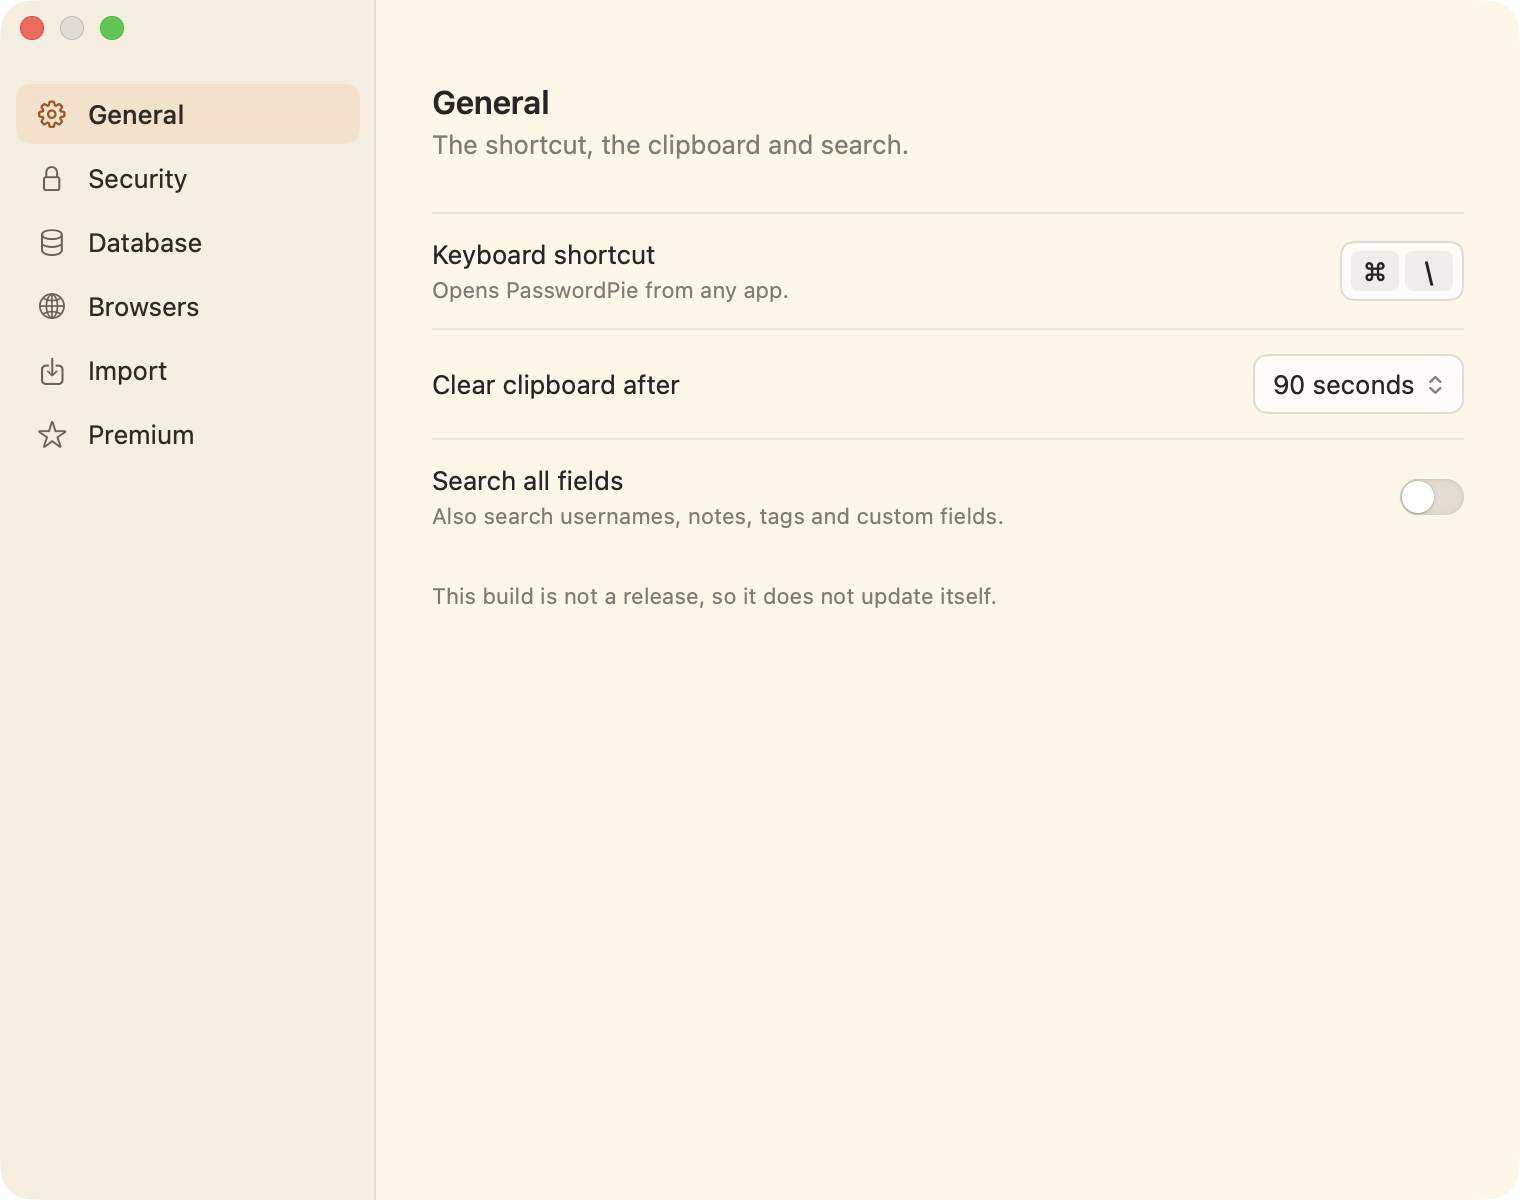 General
Security
Database
Browsers
Import
Premium
General
The shortcut, the clipboard and search.
Keyboard shortcut
Opens PasswordPie from any app.
⌘ \
Clear clipboard after
90 seconds
Search all fields
Also search usernames, notes, tags and custom fields.
This build is not a release, so it does not update itself.